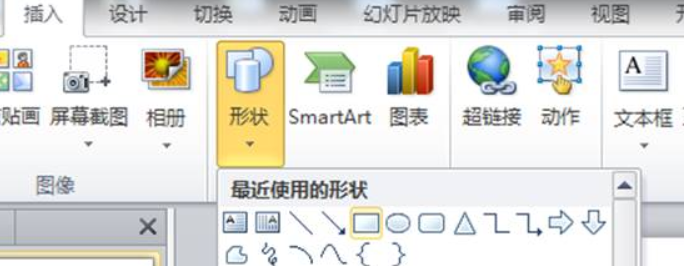 插入 设计 切换 动画 幻灯片放映 审阅 视图
贴画 屏幕截图 相册 形状 SmartArt 图表 超链接 动作 文本框
图像
最近使用的形状